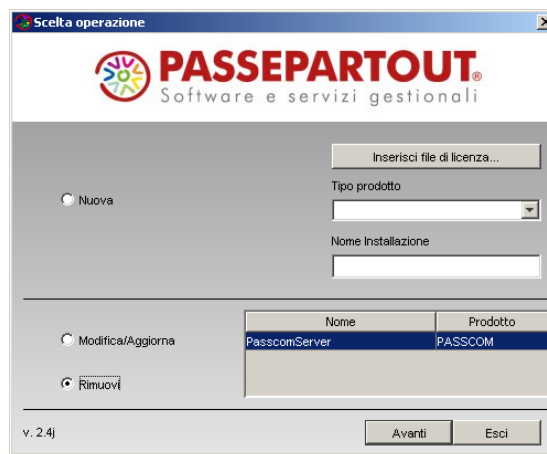 Scelta operazione
PASSEPARTOUT®
Software e servizi gestionali
Inserisci file di licenza...
Tipo prodotto
Nuova
Nome Installazione
Nome Prodotto
Modifica/Aggiorna
PasscomServer PASSCOM
Rimuovi
v. 2.4j
Avanti Esci